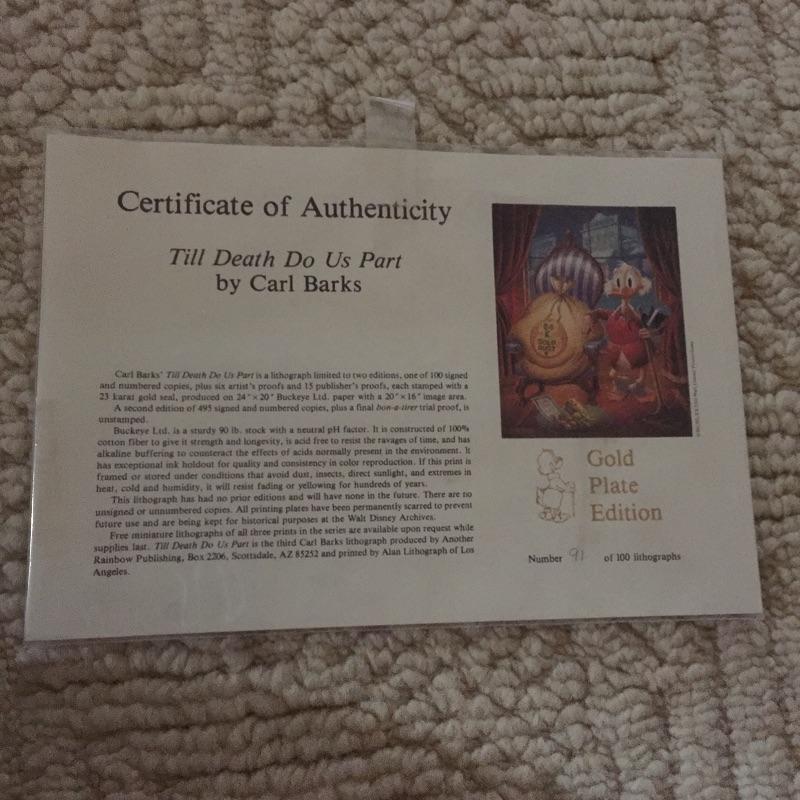 Certificate of Authenticity
Till Death Do Us Part
by Carl Barks
Carl Barks' Till Death Do Us Part is a lithograph limited to two editions, one of 100 signed
and numbered copies, plus six artist's proofs and 15 publisher's proofs, each stamped with a
23 karat gold seal, produced on 24"×20" Buckeye Ltd. paper with a 20"×16" image area.
A second edition of 495 signed and numbered copies, plus a final bon-a-tirer trial proof, is
unstamped.
Buckeye Ltd. is a sturdy 90 lb. stock with a neutral pH factor. It is constructed of 100%
cotton fiber to give it strength and longevity, is acid free to resist the ravages of time, and has
alkaline buffering to counteract the effects of acids normally present in the environment. It
has exceptional ink holdout for quality and consistency in color reproduction. If this print is
framed or stored under conditions that avoid dust, insects, direct sunlight, and extremes in
heat, cold and humidity, it will resist fading or yellowing for hundreds of years.
This lithograph has had no prior editions and will have none in the future. There are no
unsigned or unnumbered copies. All printing plates have been permanently scarred to prevent
future use and are being kept for historical purposes at the Walt Disney Archives.
Free miniature lithographs of all three prints in the series are available upon request while
supplies last. Till Death Do Us Part is the third Carl Barks lithograph produced by Another
Rainbow Publishing, Box 2206, Scottsdale, AZ 85252 and printed by Alan Lithograph of Los
Angeles.
GOLD
DUST
Gold
Plate
Edition
Number 91 of 100 lithographs